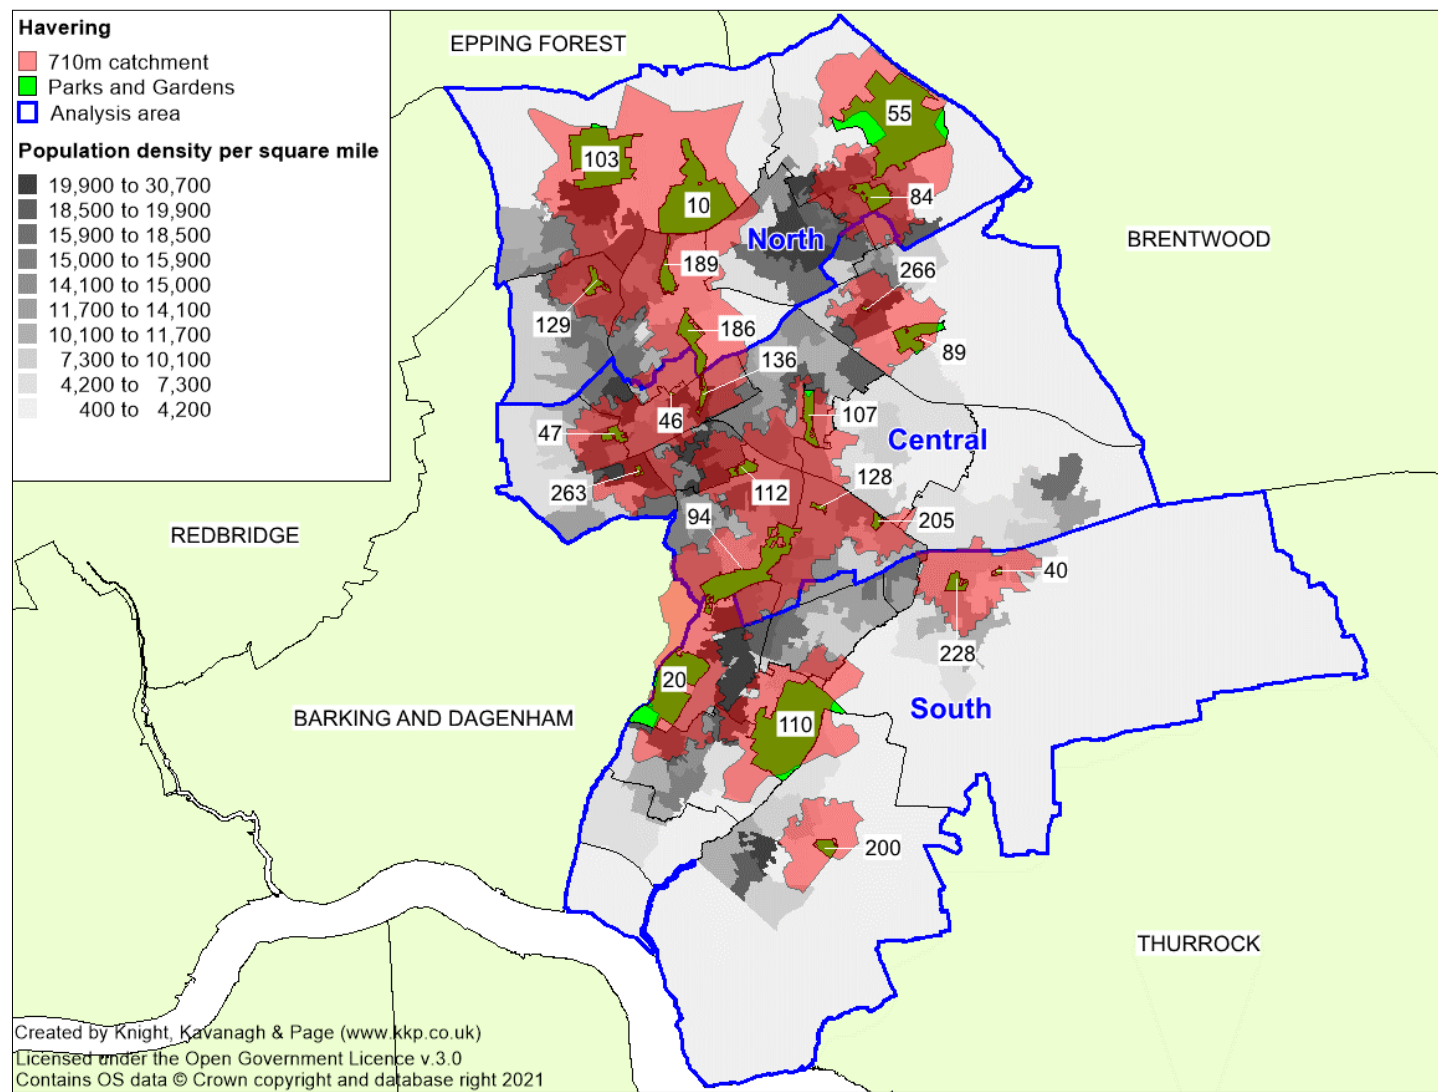 Havering
710m catchment
Parks and Gardens
Analysis area
Population density per square mile
19,900 to 30,700
18,500 to 19,900
15,900 to 18,500
15,000 to 15,900
14,100 to 15,000
11,700 to 14,100
10,100 to 11,700
7,300 to 10,100
4,200 to 7,300
400 to 4,200
EPPING FOREST
55
103
84
10
North
BRENTWOOD
189
266
129
186
89
136
46
107
47
Central
263
112
128
94
205
REDBRIDGE
40
228
20
South
BARKING AND DAGENHAM
110
200
THURROCK
Created by Knight, Kavanagh & Page (www.kkp.co.uk)
Licensed under the Open Government Licence v.3.0
Contains OS data © Crown copyright and database right 2021